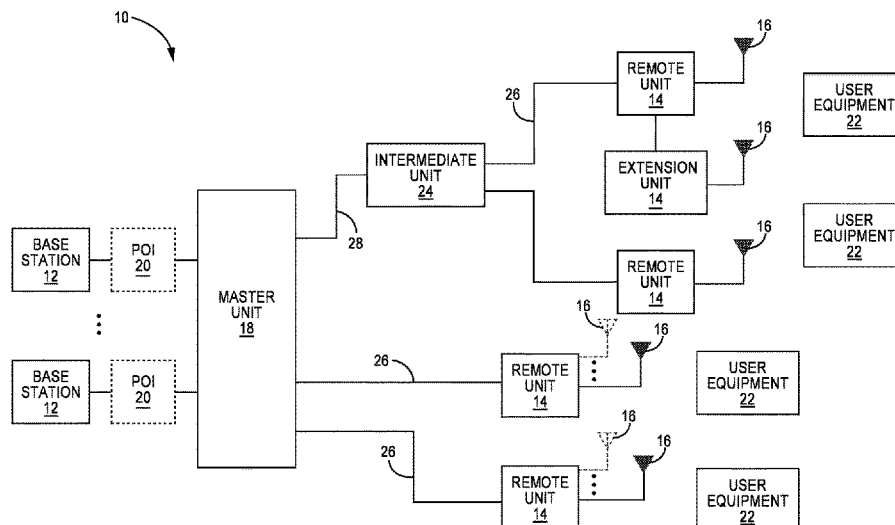 10
16
REMOTE
UNIT
14
26
USER
EQUIPMENT
22
16
INTERMEDIATE
UNIT
24
EXTENSION
UNIT
14
28
USER
EQUIPMENT
22
16
BASE
STATION
12
POI
20
REMOTE
UNIT
14
MASTER
UNIT
18
16
16
BASE
STATION
12
POI
20
26
REMOTE
UNIT
14
USER
EQUIPMENT
22
16
16
26
REMOTE
UNIT
14
USER
EQUIPMENT
22